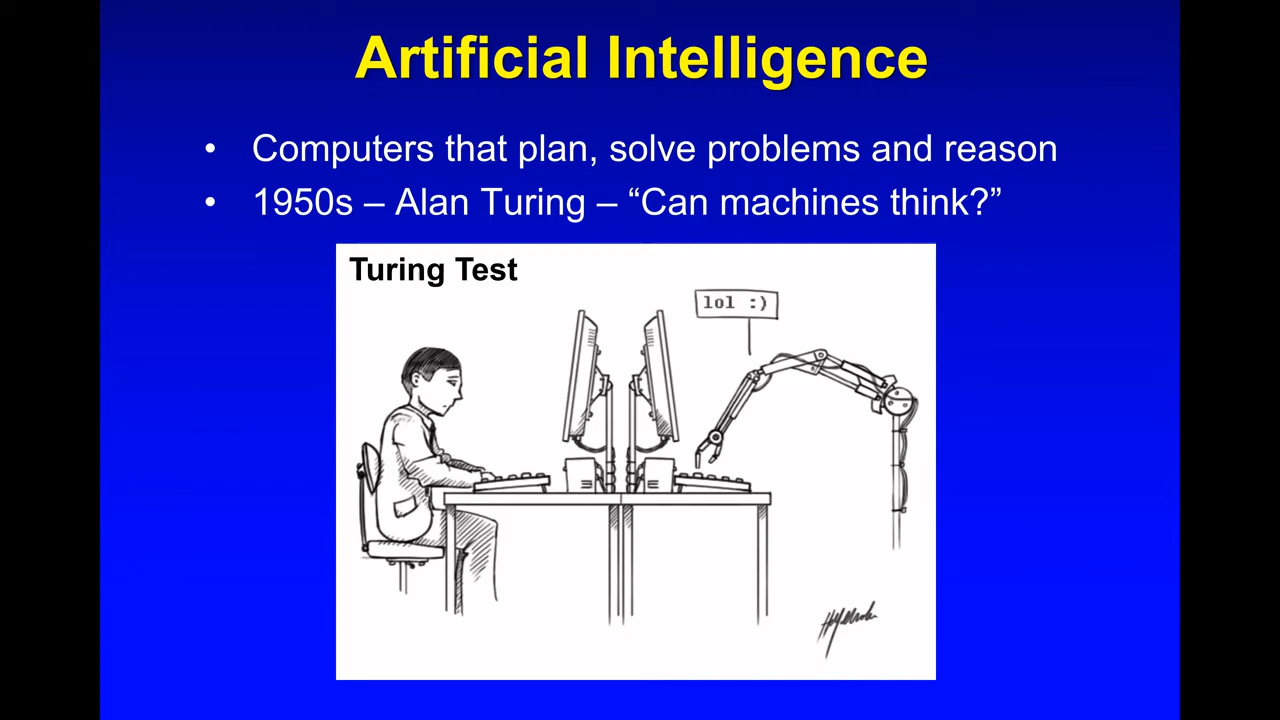 Artificial Intelligence
• Computers that plan, solve problems and reason
• 1950s – Alan Turing – “Can machines think?”
Turing Test
lol :)